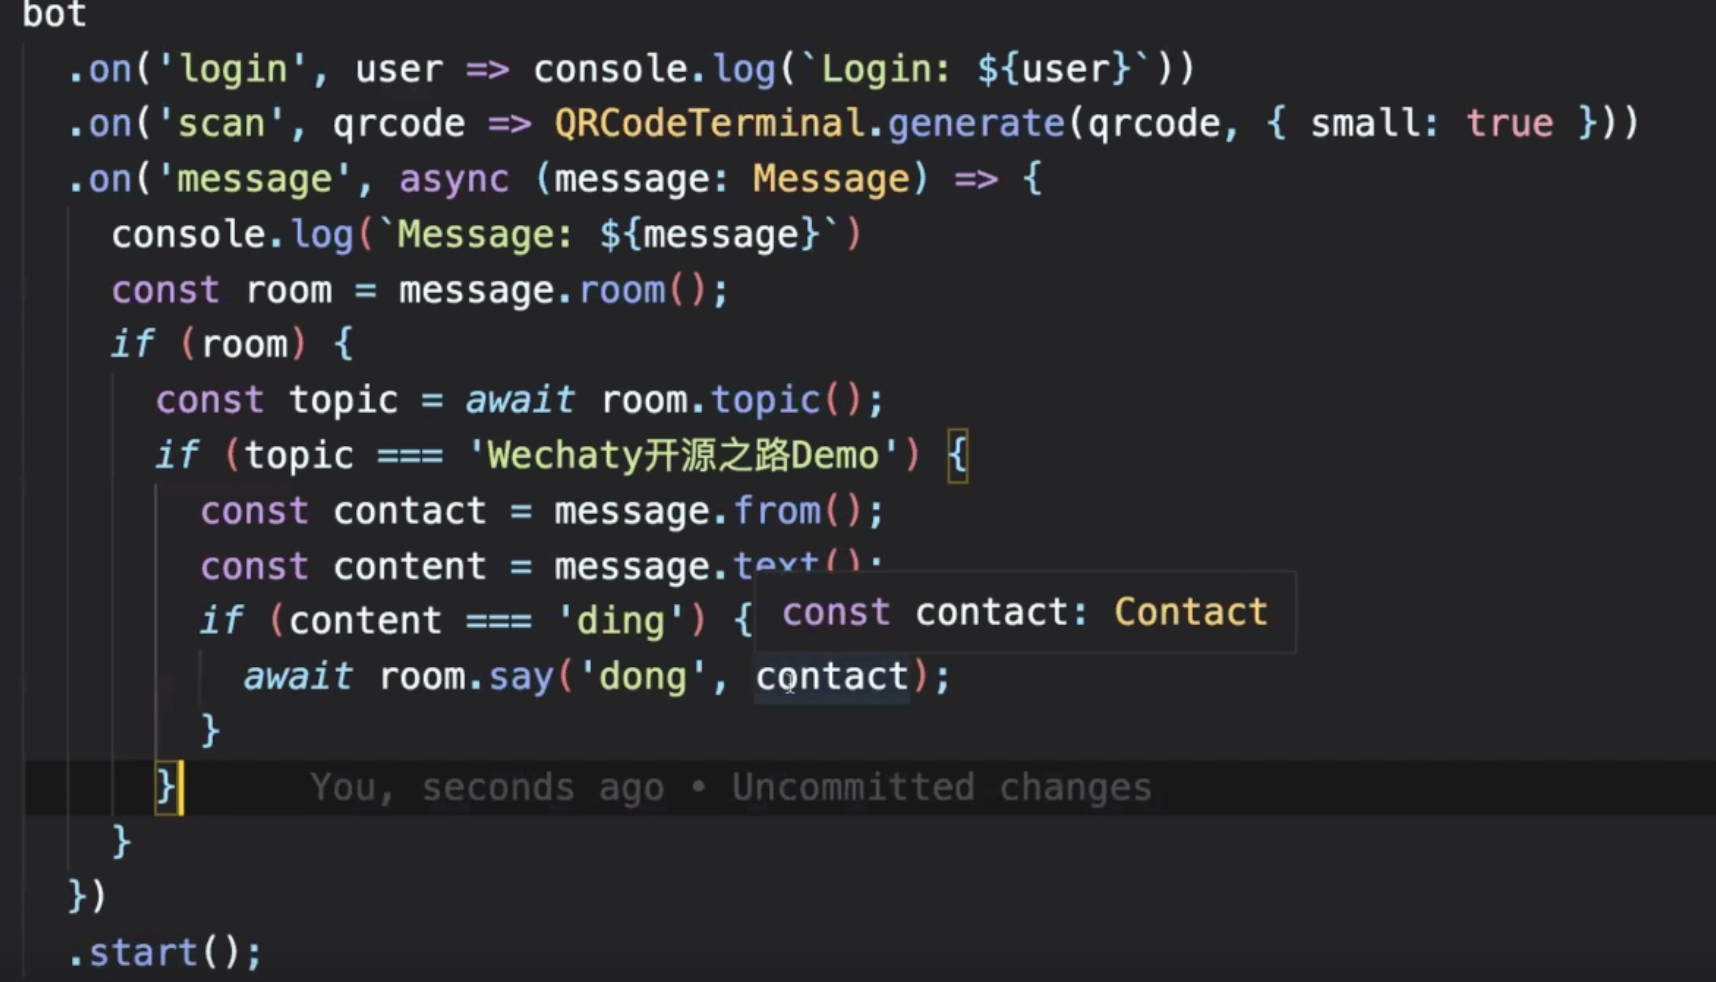 bot
.on('login', user => console.log(`Login: ${user}`))
.on('scan', qrcode => QRCodeTerminal.generate(qrcode, { small: true }))
.on('message', async (message: Message) => {
console.log(`Message: ${message}`)
const room = message.room();
if (room) {
const topic = await room.topic();
if (topic === 'Wechaty开源之路Demo') {
const contact = message.from();
const content = message.text();
if (content === 'ding') {
const contact: Contact
await room.say('dong', contact);
}
} You, seconds ago • Uncommitted changes
}
})
.start();